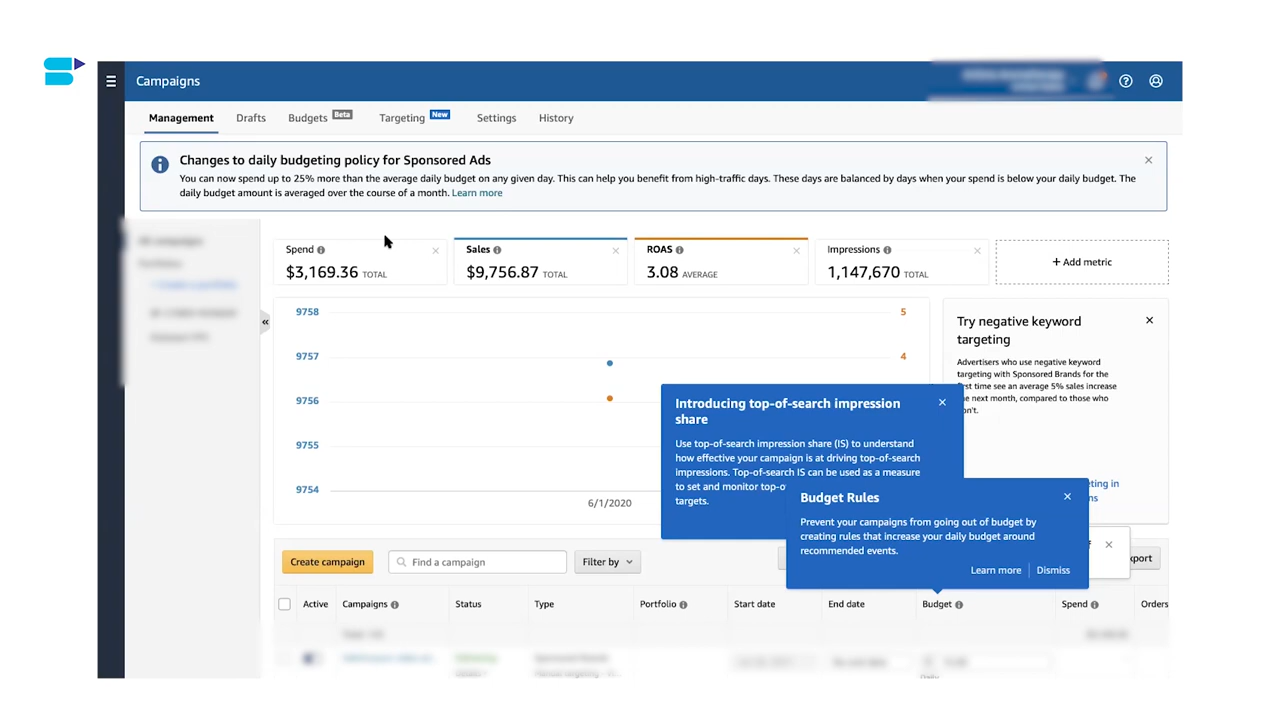 Campaigns
Management Drafts Budgets Beta Targeting New Settings History
Changes to daily budgeting policy for Sponsored Ads
You can now spend up to 25% more than the average daily budget on any given day. This can help you benefit from high-traffic days. These days are balanced by days when your spend is below your daily budget. The
daily budget amount is averaged over the course of a month. Learn more
Spend Sales ROAS Impressions
$3,169.36 TOTAL $9,756.87 TOTAL 3.08 AVERAGE 1,147,670 TOTAL
+ Add metric
9758 5
9757 4
9756
9755
9754
6/1/2020
Try negative keyword
targeting
Advertisers who use negative keyword
targeting with Sponsored Brands for the
first time see an average 5% sales increase
next month, compared to those who
Introducing top-of-search impression
share
Use top-of-search impression share (IS) to understand
how effective your campaign is at driving top-of-search
impressions. Top-of-search IS can be used as a measure
to set and monitor
targets.
Budget Rules
Prevent your campaigns from going out of budget by
creating rules that increase your daily budget around
recommended events.
Learn more Dismiss
Create campaign Find a campaign Filter by
Active Campaigns Status Type Portfolio Start date End date Budget Spend Orders